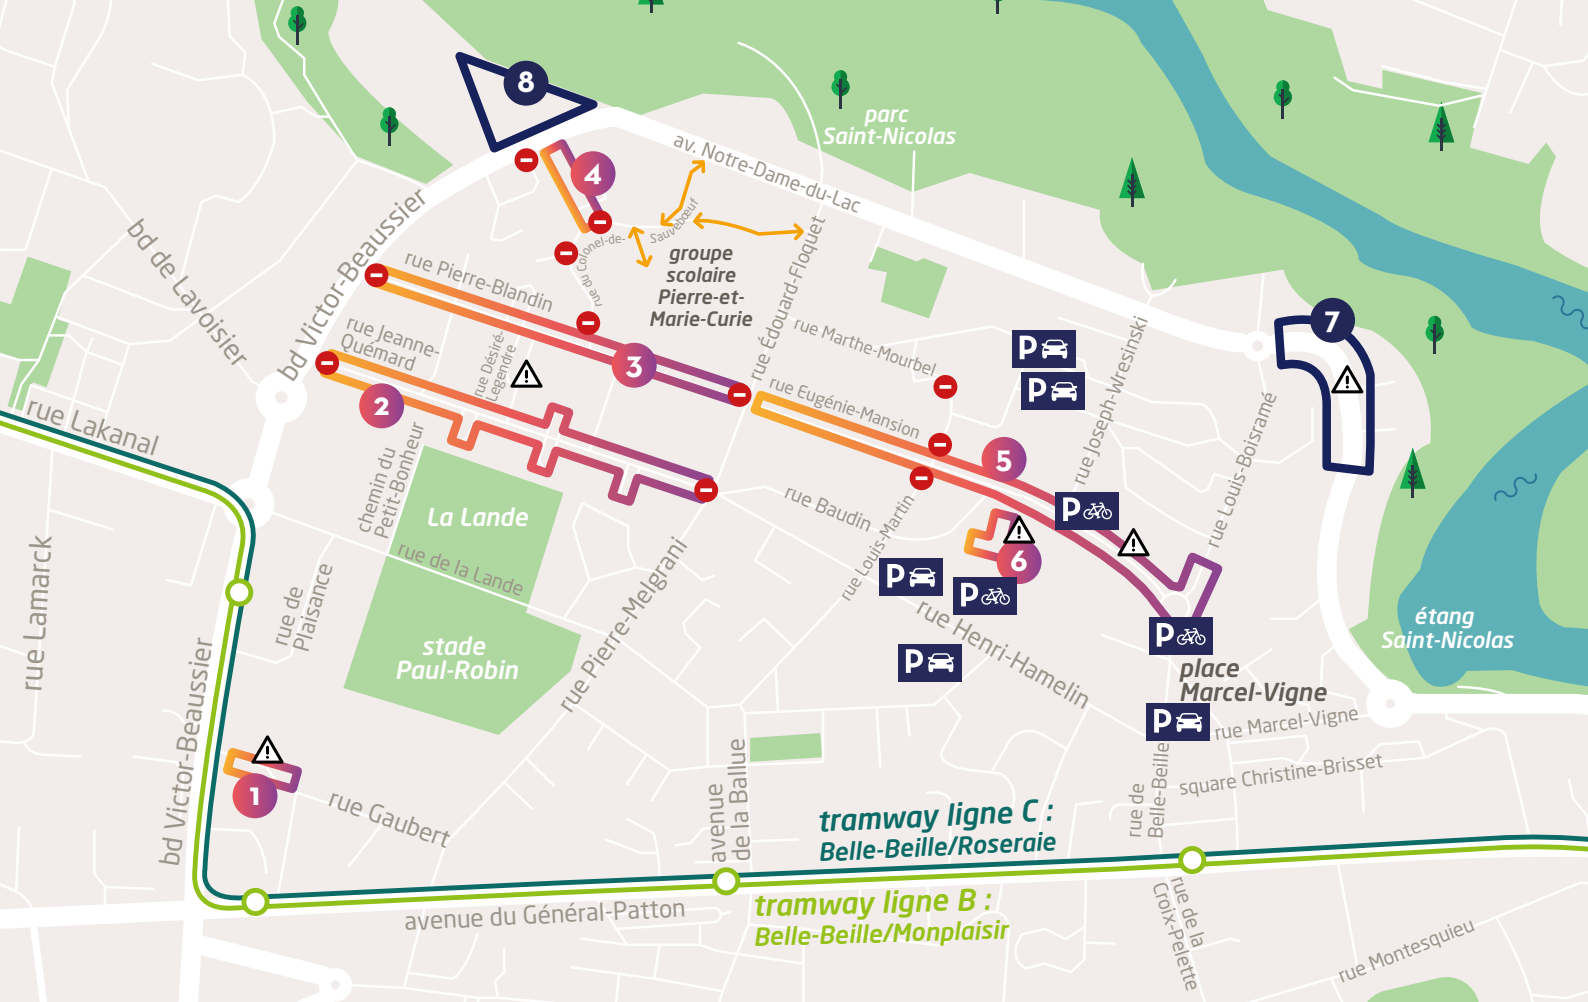 8
parc
Saint-Nicolas
av. Notre-Dame-du-Lac
4
bd Victor-Beaussier
bd de Lavoisier
rue du Colonel-de-
Sauvebœuf
groupe
scolaire
Pierre-et-
Marie-Curie
rue Édouard-Floquet
rue Pierre-Blandin
rue Jeanne-
Quémard
rue Désiré-
Legendre
3
2
rue Marthe-Mourbel
rue Eugénie-Mansion
P
P
7
rue Joseph-Wresinski
rue Louis-Boisramé
5
rue Lakanal
chemin du
Petit-Bonheur
La Lande
rue de la Lande
rue Baudin
rue Louis-Martin
P
6
P
P
rue Lamarck
rue de
Plaisance
stade
Paul-Robin
rue Pierre-Melgrani
rue Henri-Hamelin
P
P
place
Marcel-Vigne
étang
Saint-Nicolas
P
rue Marcel-Vigne
bd Victor-Beaussier
1
rue Gaubert
avenue
de la Ballue
square Christine-Brisset
rue de
Belle-Beille
tramway ligne C :
Belle-Beille/Roseraie
tramway ligne B :
Belle-Beille/Monplaisir
avenue du Général-Patton
rue de la
Croix-Pelette
rue Montesquieu